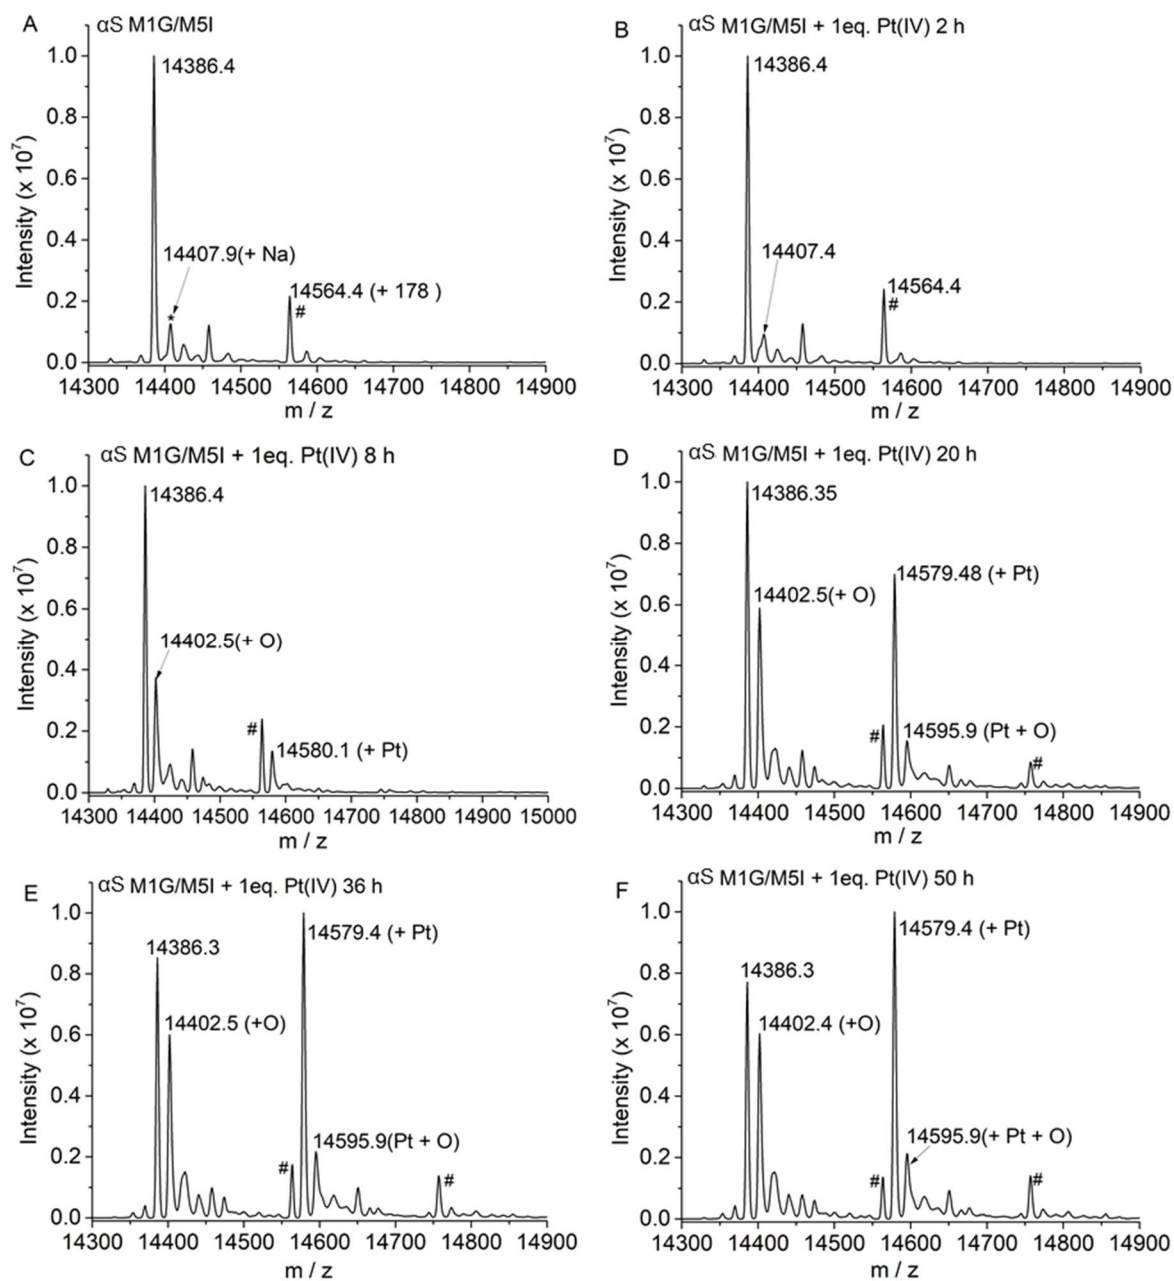 A
αS M1G/M5I
1.0
0.8
0.6
0.4
0.2
0.0
Intensity (x 10⁷)
14386.4
14407.9(+ Na)
*
14564.4 (+ 178 )
#
14300 14400 14500 14600 14700 14800 14900
m / z
B
αS M1G/M5I + 1eq. Pt(IV) 2 h
1.0
0.8
0.6
0.4
0.2
0.0
Intensity (x 10⁷)
14386.4
14407.4
14564.4
#
14300 14400 14500 14600 14700 14800 14900
m / z
C
αS M1G/M5I + 1eq. Pt(IV) 8 h
1.0
0.8
0.6
0.4
0.2
0.0
Intensity (x 10⁷)
14386.4
14402.5(+ O)
#
14580.1 (+ Pt)
14300 14400 14500 14600 14700 14800 14900 15000
m / z
D
αS M1G/M5I + 1eq. Pt(IV) 20 h
1.0
0.8
0.6
0.4
0.2
0.0
Intensity (x 10⁷)
14386.35
14402.5(+ O)
14579.48 (+ Pt)
#
14595.9 (Pt + O)
#
14300 14400 14500 14600 14700 14800 14900
m / z
E
αS M1G/M5I + 1eq. Pt(IV) 36 h
1.0
0.8
0.6
0.4
0.2
0.0
Intensity (x 10⁷)
14386.3
14402.5 (+O)
14579.4 (+ Pt)
14595.9(Pt + O)
#
#
14300 14400 14500 14600 14700 14800 14900
m / z
F
αS M1G/M5I + 1eq. Pt(IV) 50 h
1.0
0.8
0.6
0.4
0.2
0.0
Intensity (x 10⁷)
14386.3
14402.4 (+O)
14579.4 (+ Pt)
14595.9(+ Pt + O)
#
#
14300 14400 14500 14600 14700 14800 14900
m / z